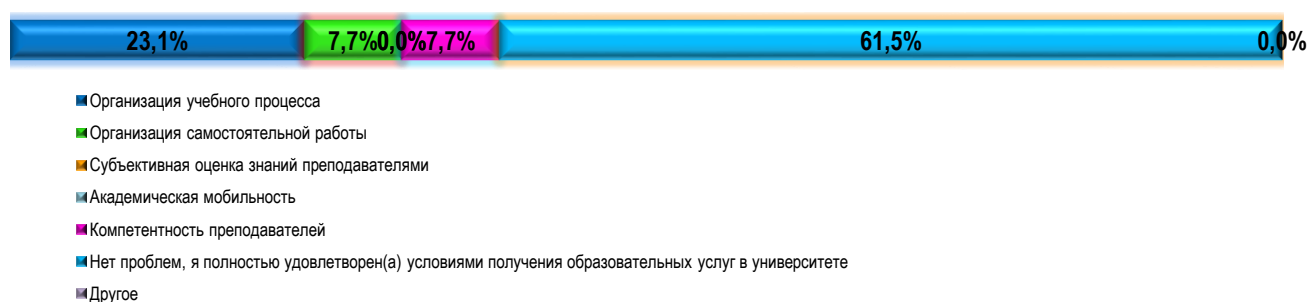 23,1% 7,7%0,0%7,7% 61,5% 0,0%
Организация учебного процесса
Организация самостоятельной работы
Субъективная оценка знаний преподавателями
Академическая мобильность
Компетентность преподавателей
Нет проблем, я полностью удовлетворен(а) условиями получения образовательных услуг в университете
Другое